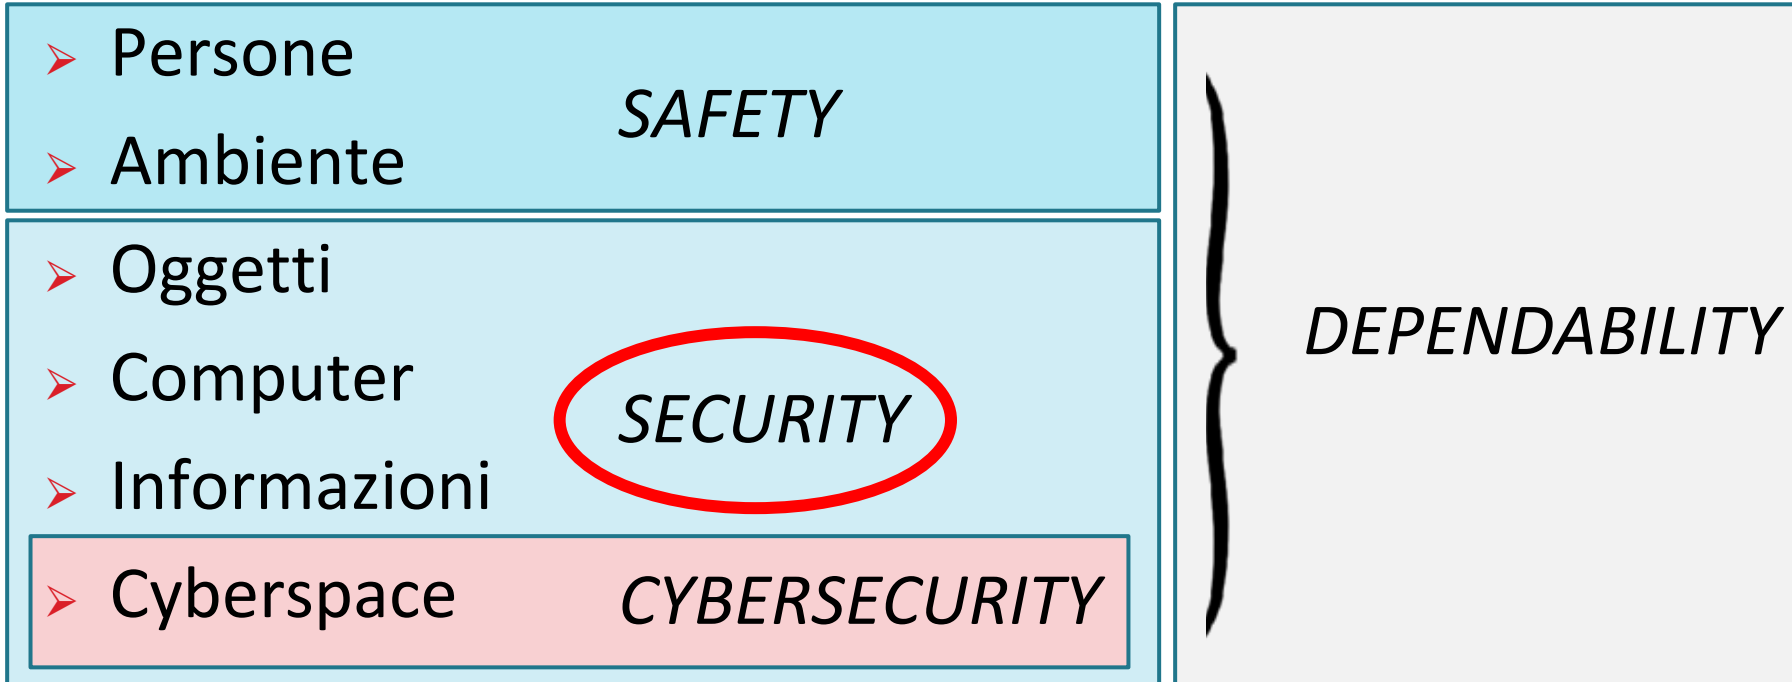 Persone
Ambiente
SAFETY
Oggetti
Computer
Informazioni
SECURITY
Cyberspace
CYBERSECURITY
DEPENDABILITY